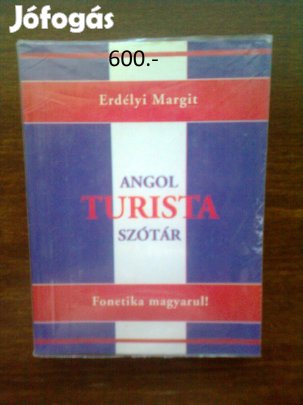 Jófogás
600.-
Erdélyi Margit
ANGOL
TURISTA
SZÓTÁR
Fonetika magyarul!